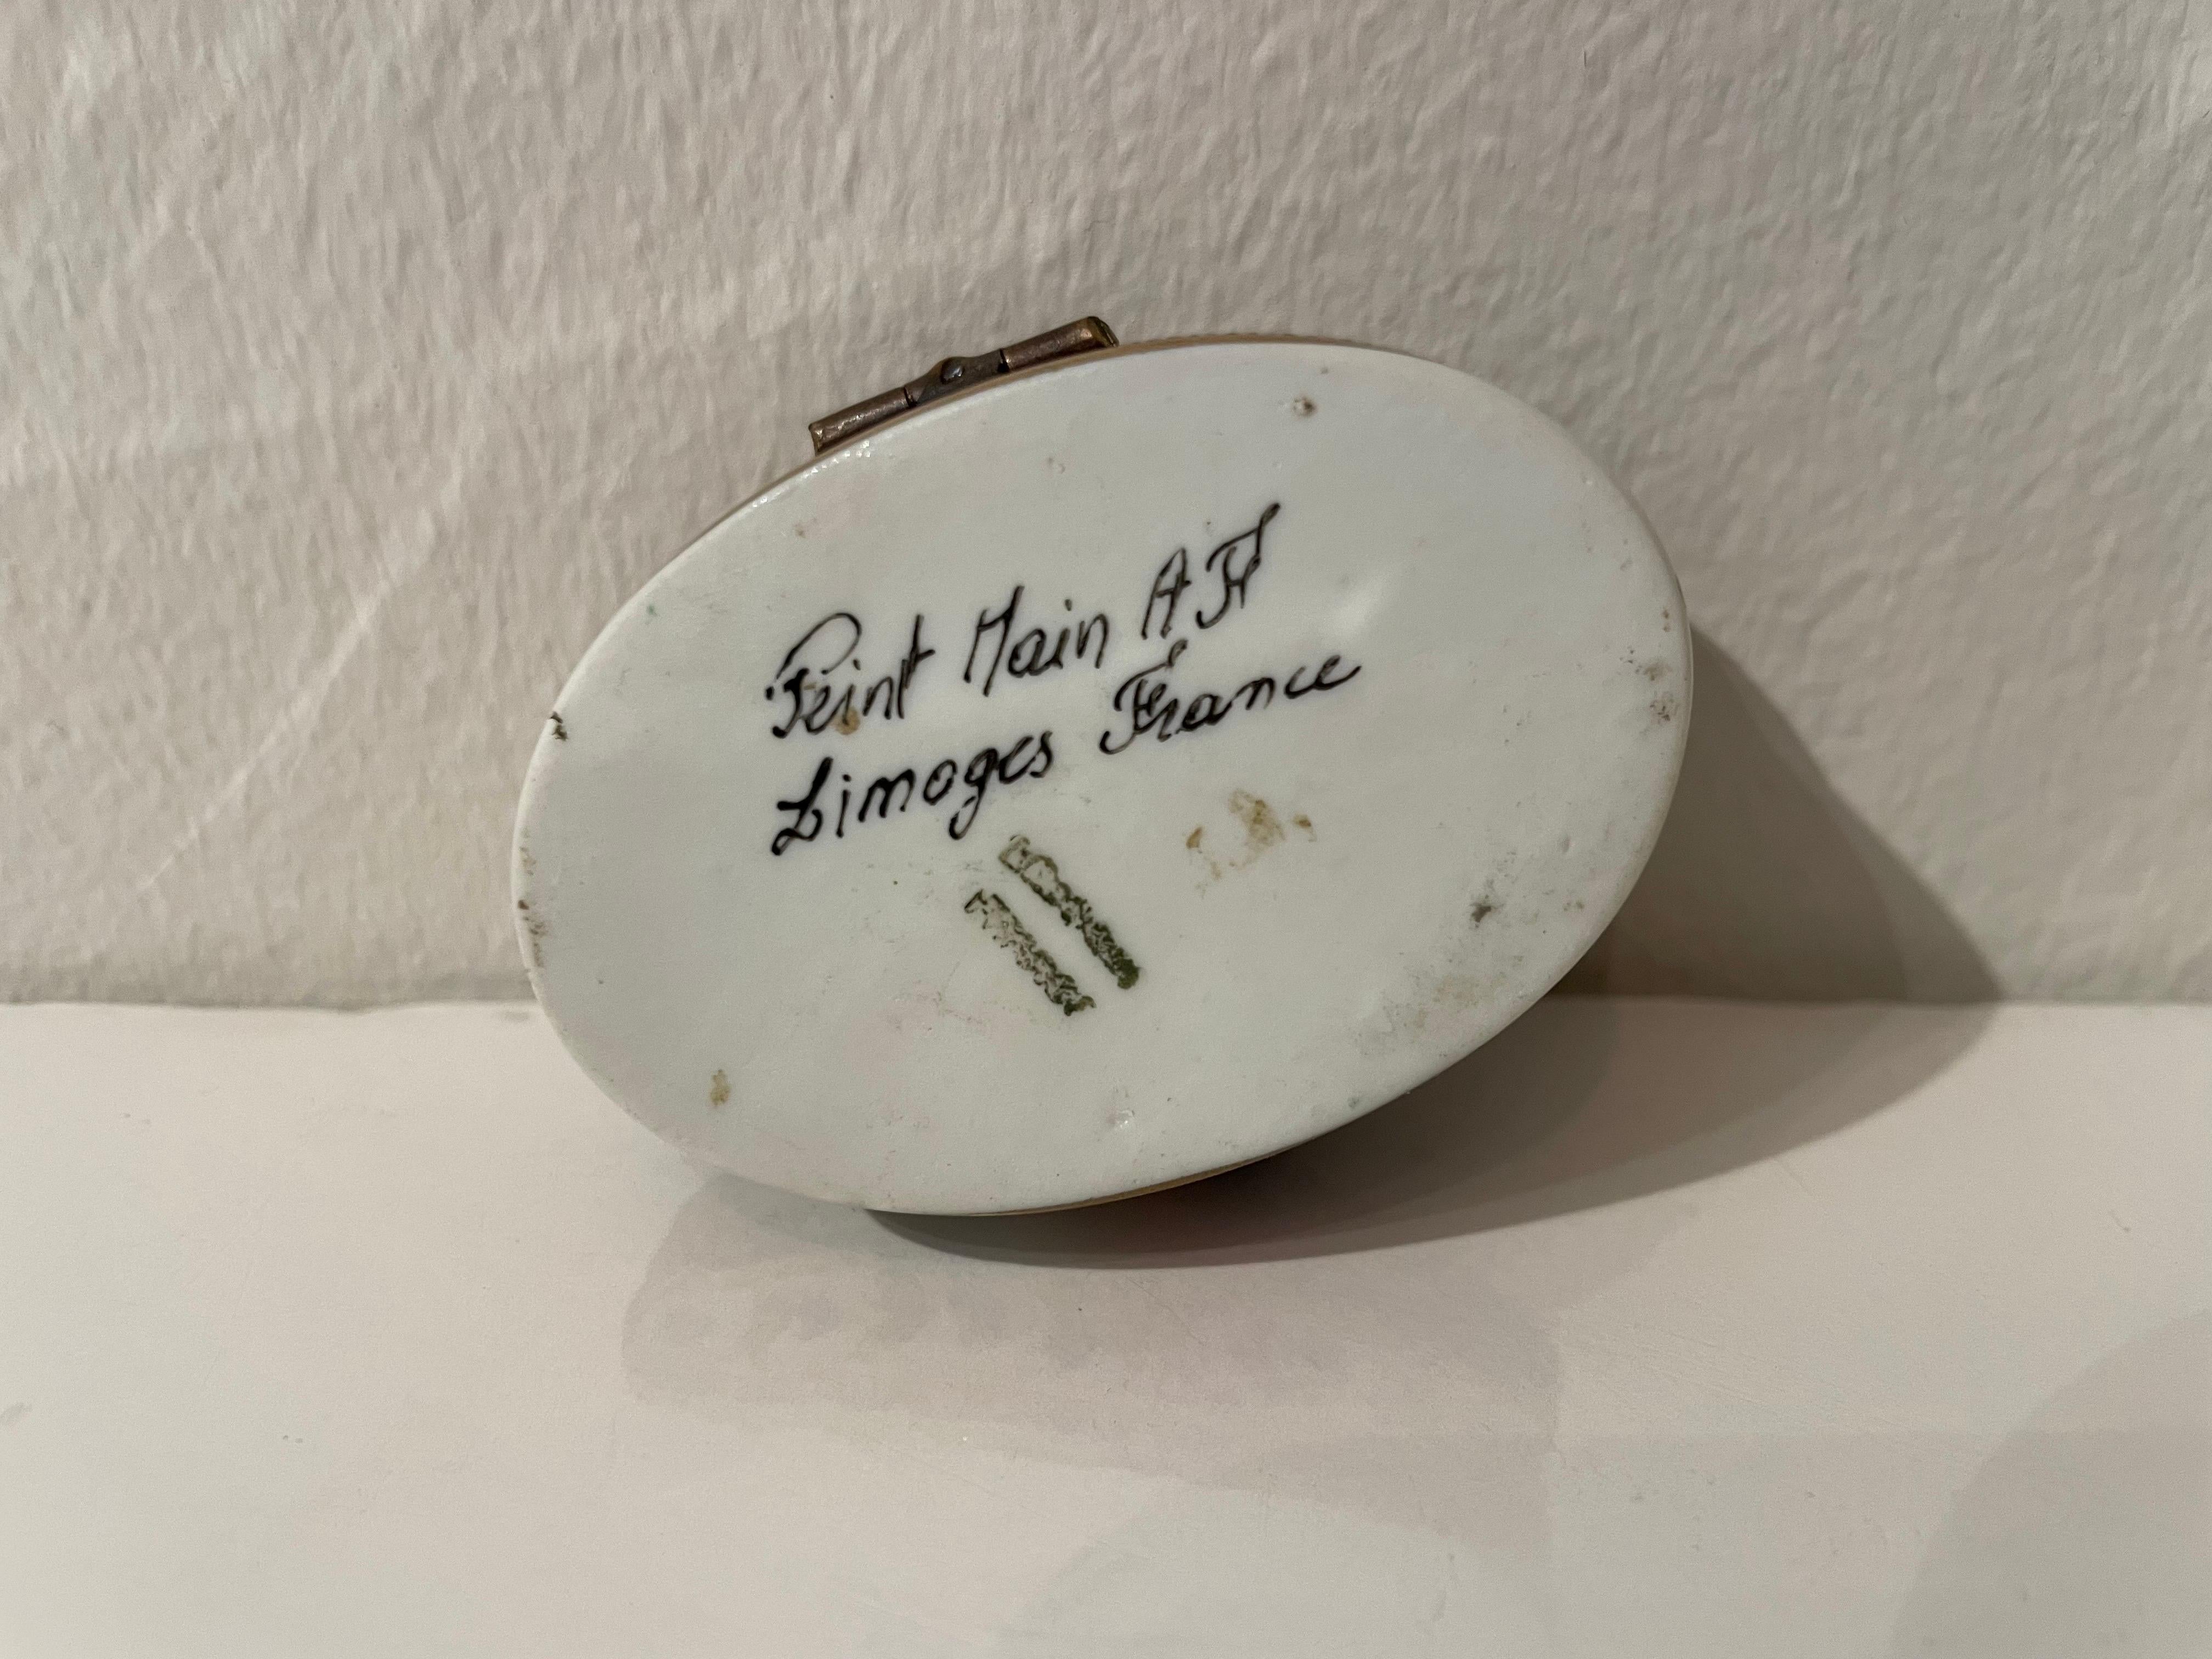 Peint Main A F
Limoges France